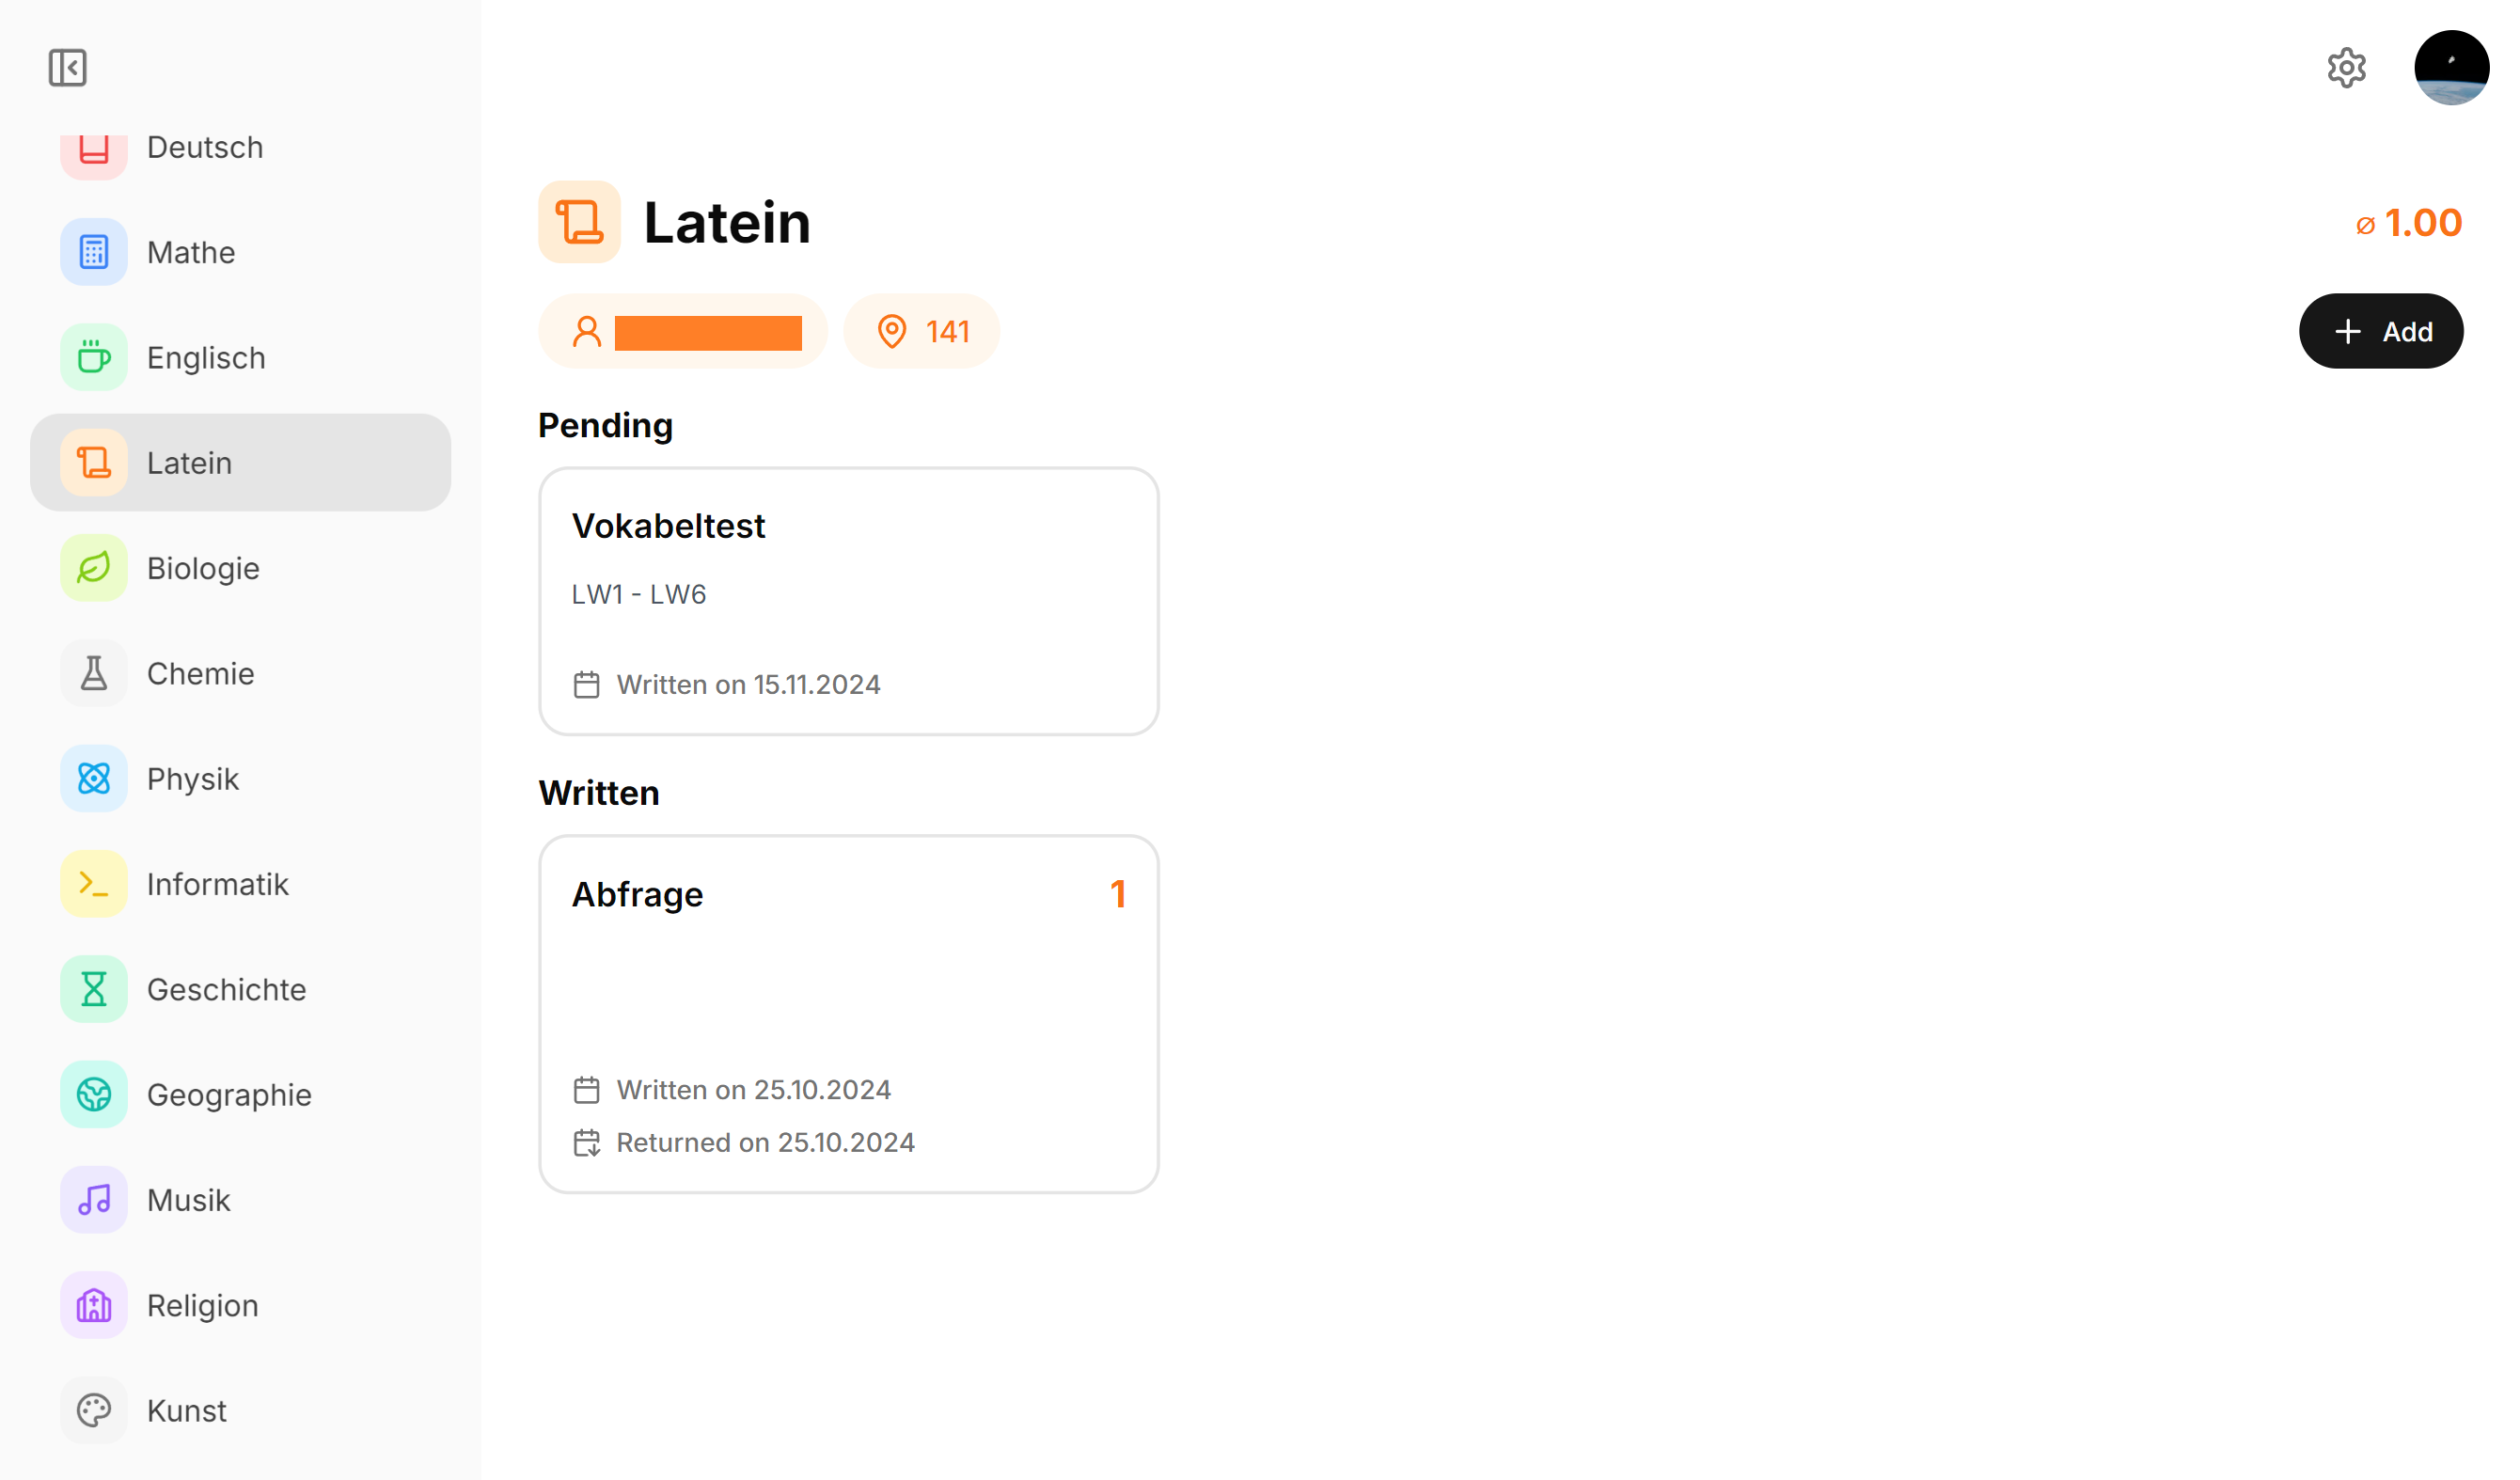 Deutsch
Mathe
Englisch
Latein
Biologie
Chemie
Physik
Informatik
Geschichte
Geographie
Musik
Religion
Kunst
Latein
⌀ 1.00
141
Add
Pending
Vokabeltest
LW1 - LW6
Written on 15.11.2024
Written
Abfrage 1
Written on 25.10.2024
Returned on 25.10.2024